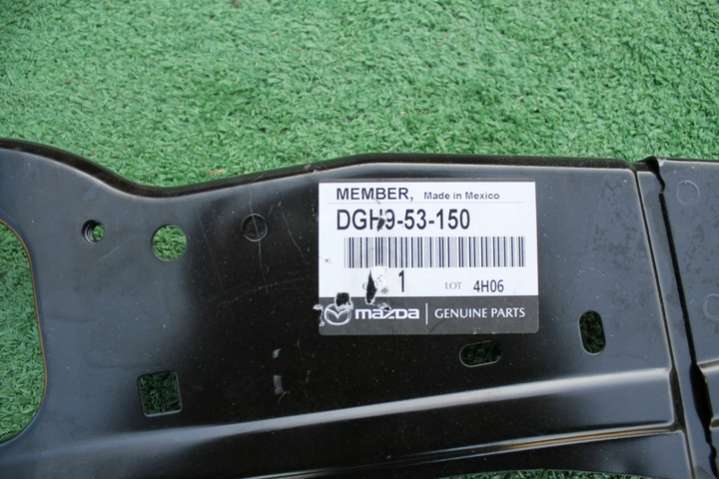 MEMBER, Made in Mexico
DGH9-53-150
1 LOT 4H06
mazda GENUINE PARTS